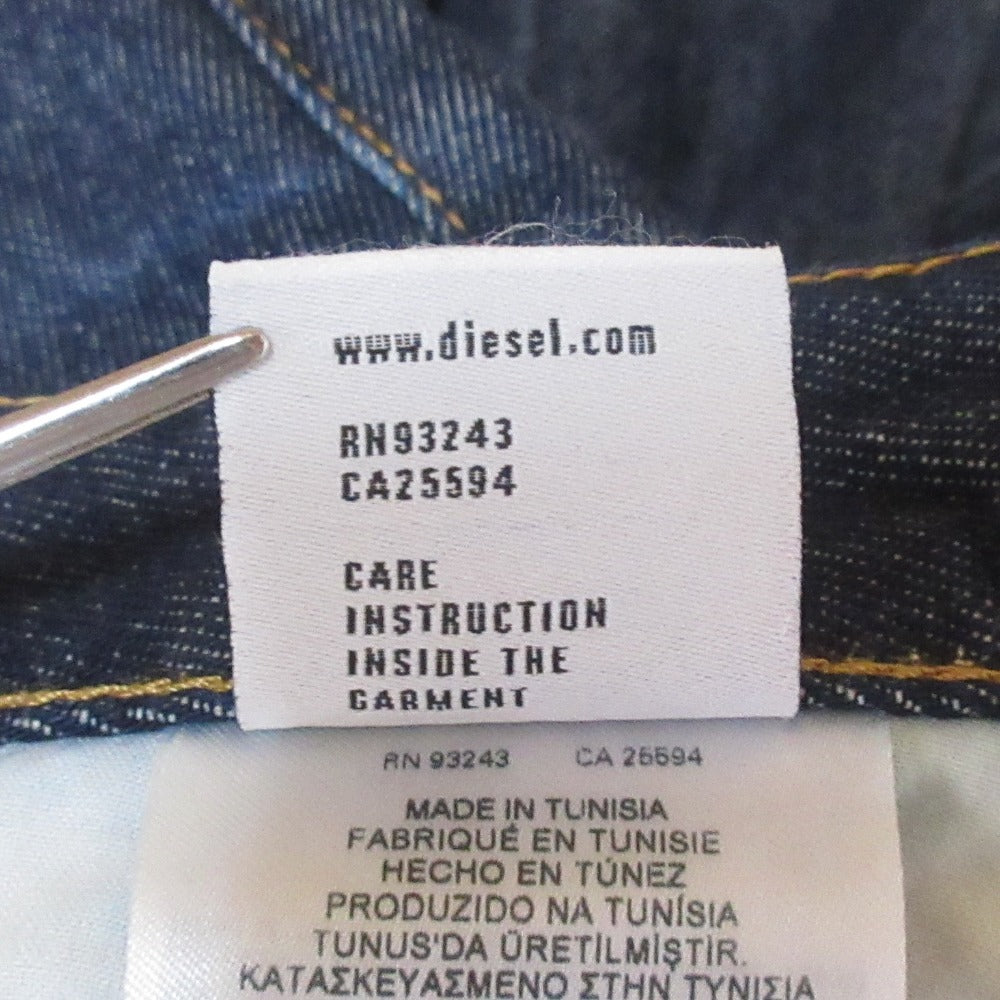 www.diesel.com
RN93243
CA25594
CARE
INSTRUCTION
INSIDE THE
GARMENT
RN 93243 CA 25594
MADE IN TUNISIA
FABRIQUÉ EN TUNISIE
HECHO EN TÚNEZ
PRODUZIDO NA TUNÍSIA
TUNUS'DA ÜRETİLMİŞTİR.
ΚΑΤΑΣΚΕΥΑΣΜΕΝΟ ΣΤΗΝ ΤΥΝΙΣΙΑ